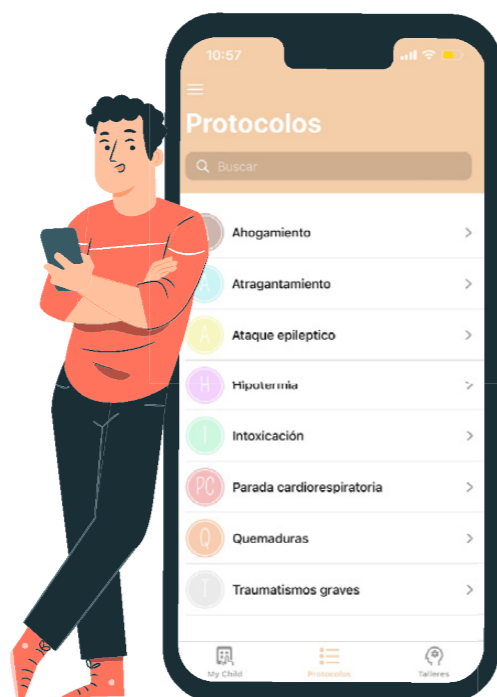 10:57
Protocolos
Buscar
Ahogamiento
A Atragantamiento
A Ataque epileptico
H Hipotermia
I Intoxicación
PC Parada cardiorespiratoria
Q Quemaduras
T Traumatismos graves
My Child Protocolos Talleres